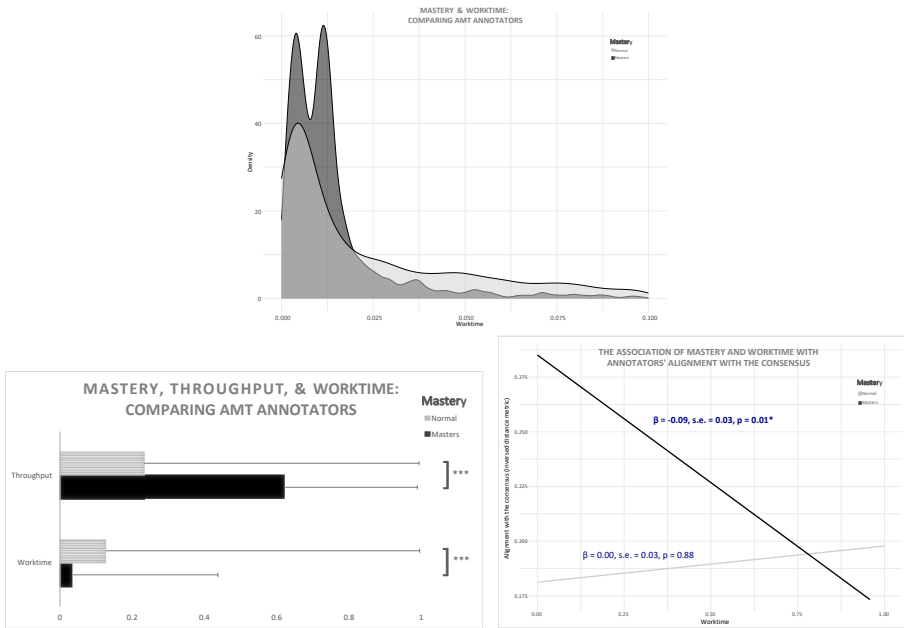 MASTERY & WORKTIME:
COMPARING AMT ANNOTATORS
Mastery
Normal
Masters
60
40
20
0
Density
0.000
0.025
0.050
0.075
0.100
Worktime
MASTERY, THROUGHPUT, & WORKTIME:
COMPARING AMT ANNOTATORS
Mastery
Normal
Masters
Throughput
***
Worktime
***
0
0.2
0.4
0.6
0.8
1
THE ASSOCIATION OF MASTERY AND WORKTIME WITH
ANNOTATORS' ALIGNMENT WITH THE CONSENSUS
Mastery
Normal
Masters
Alignment with the consensus (inversed distance metric)
0.375
0.350
0.325
0.300
0.175
β = -0.09, s.e. = 0.03, p = 0.01*
β = 0.00, s.e. = 0.03, p = 0.88
0.00
0.25
0.50
0.75
1.00
Worktime